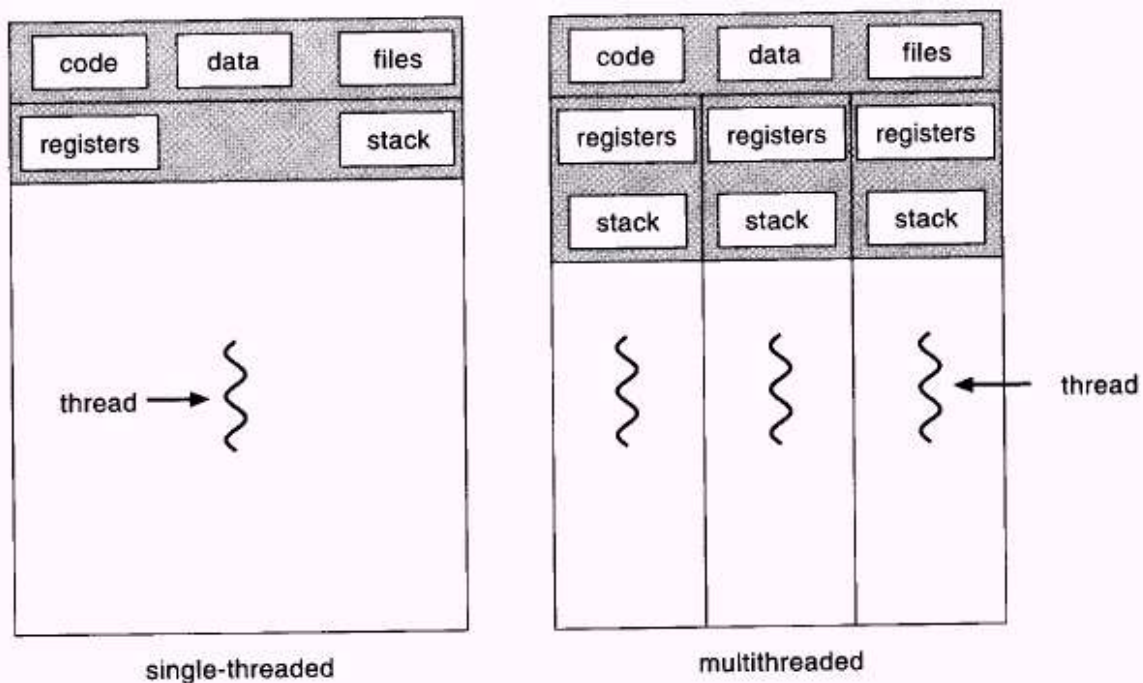 code data files
registers stack
thread
single-threaded
code data files
registers registers registers
stack stack stack
thread
multithreaded